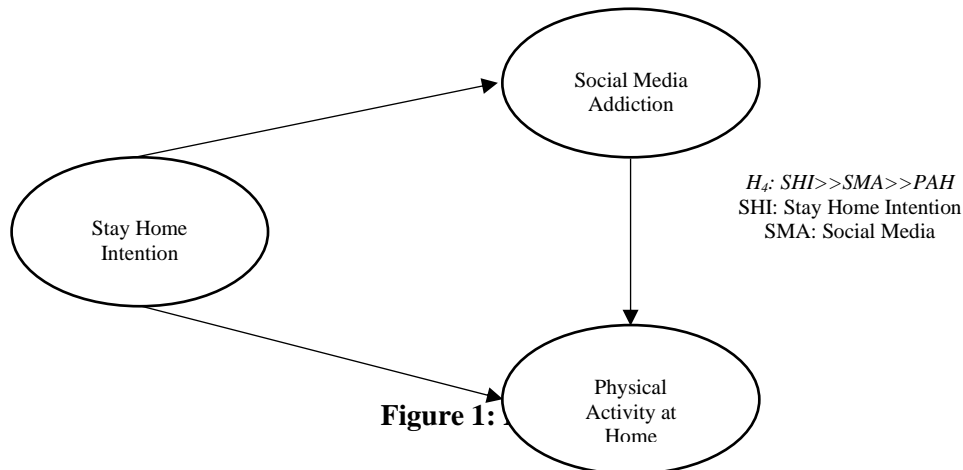 Social Media
Addiction
Stay Home
Intention
H₄: SHI>>SMA>>PAH
SHI: Stay Home Intention
SMA: Social Media
Physical
Activity at
Home
Figure 1: